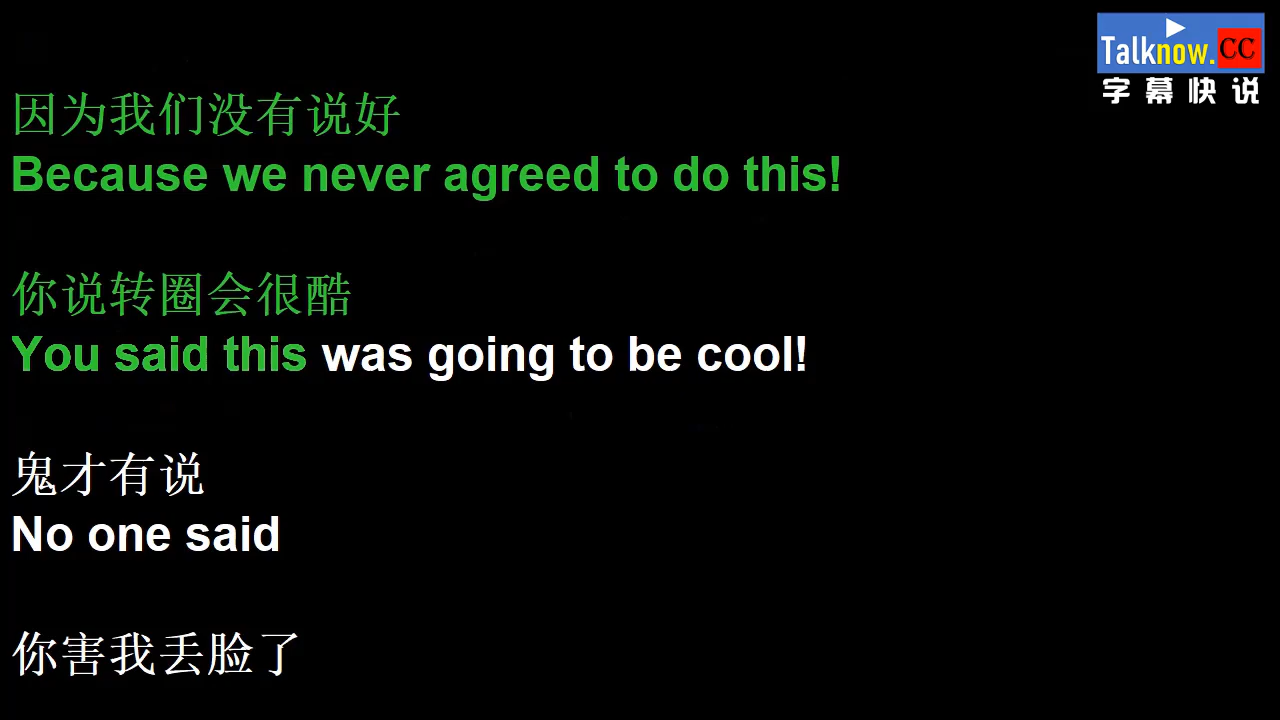 Talknow.CC
字幕快说
因为我们没有说好
Because we never agreed to do this!
你说转圈会很酷
You said this was going to be cool!
鬼才有说
No one said
你害我丢脸了